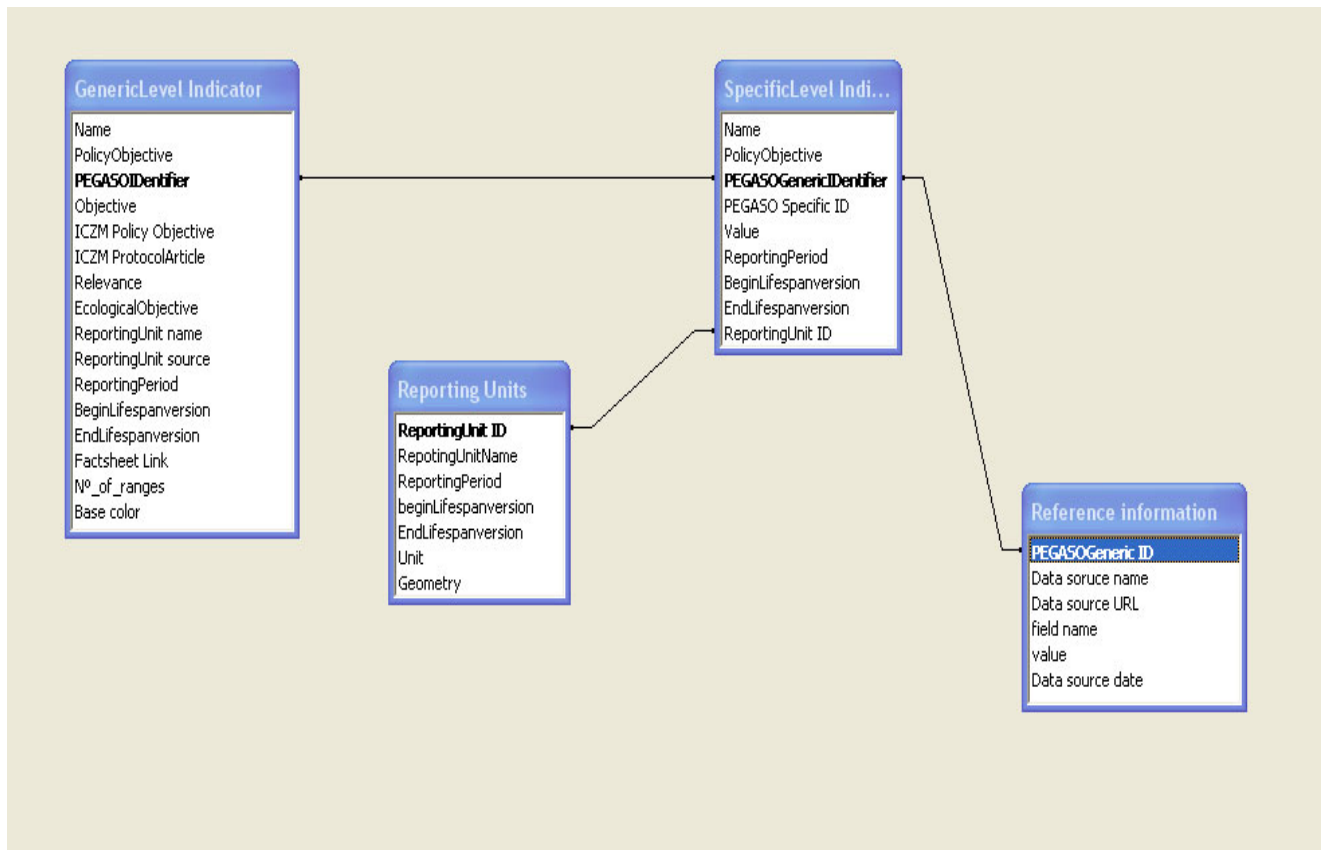 GenericLevel Indicator
Name
PolicyObjective
PEGASOIDentifier
Objective
ICZM Policy Objective
ICZM ProtocolArticle
Relevance
EcologicalObjective
ReportingUnit name
ReportingUnit source
ReportingPeriod
BeginLifespanversion
EndLifespanversion
Factsheet Link
Nº_of_ranges
Base color
SpecificLevel Indi...
Name
PolicyObjective
PEGASOGenericIDentifier
PEGASO Specific ID
Value
ReportingPeriod
BeginLifespanversion
EndLifespanversion
ReportingUnit ID
Reporting Units
ReportingUnit ID
RepotingUnitName
ReportingPeriod
beginLifespanversion
EndLifespanversion
Unit
Geometry
Reference information
PEGASOGeneric ID
Data soruce name
Data source URL
field name
value
Data source date